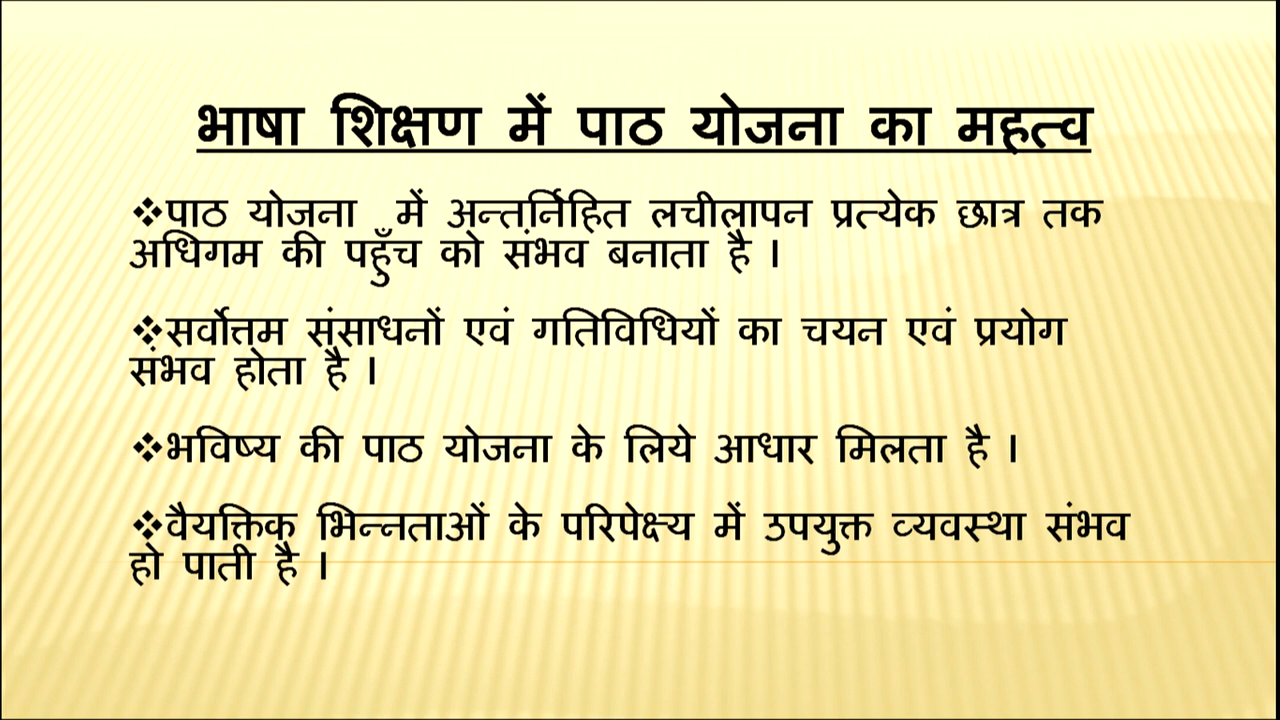 भाषा शिक्षण में पाठ योजना का महत्व
❖पाठ योजना में अन्तर्निहित लचीलापन प्रत्येक छात्र तक
अधिगम की पहुँच को संभव बनाता है ।
❖सर्वोत्तम संसाधनों एवं गतिविधियों का चयन एवं प्रयोग
संभव होता है ।
❖भविष्य की पाठ योजना के लिये आधार मिलता है ।
❖वैयक्तिक भिन्नताओं के परिपेक्ष्य में उपयुक्त व्यवस्था संभव
हो पाती है ।